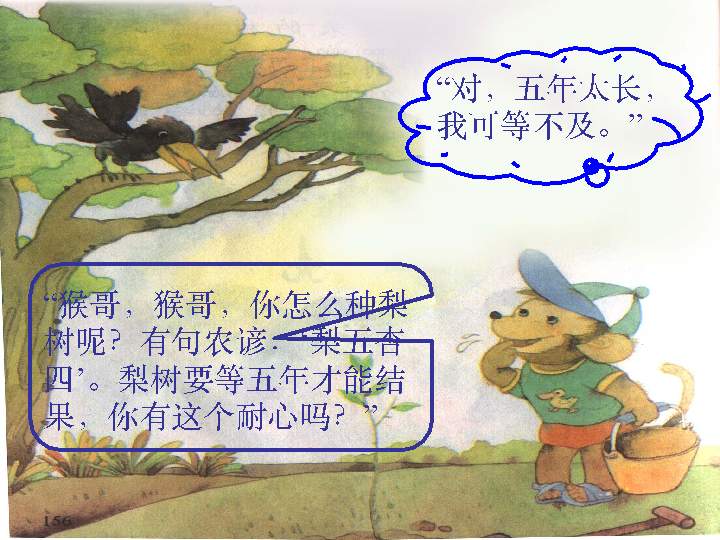 “对，五年太长，
我可等不及。”
“猴哥，猴哥，你怎么种梨
树呢？有句农谚：‘梨五杏
四’。梨树要等五年才能结
果，你有这个耐心吗？”
156